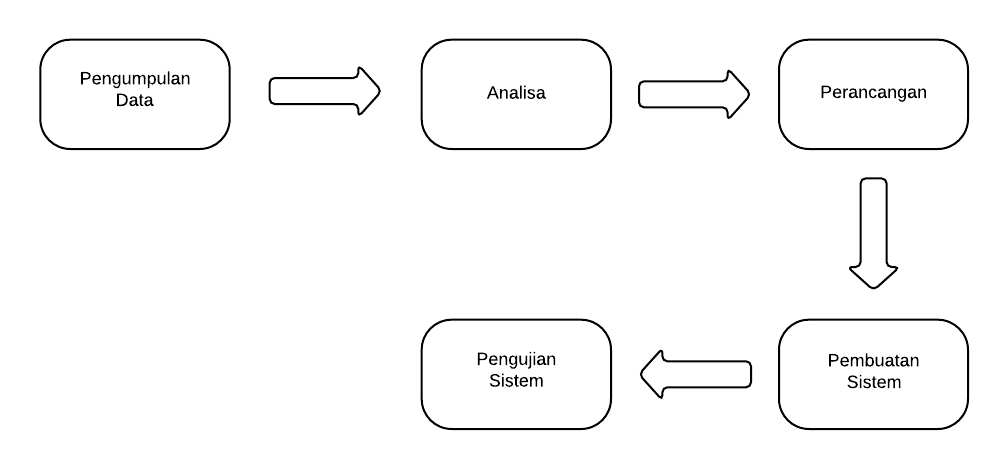 Pengumpulan
Data
Analisa
Perancangan
Pembuatan
Sistem
Pengujian
Sistem